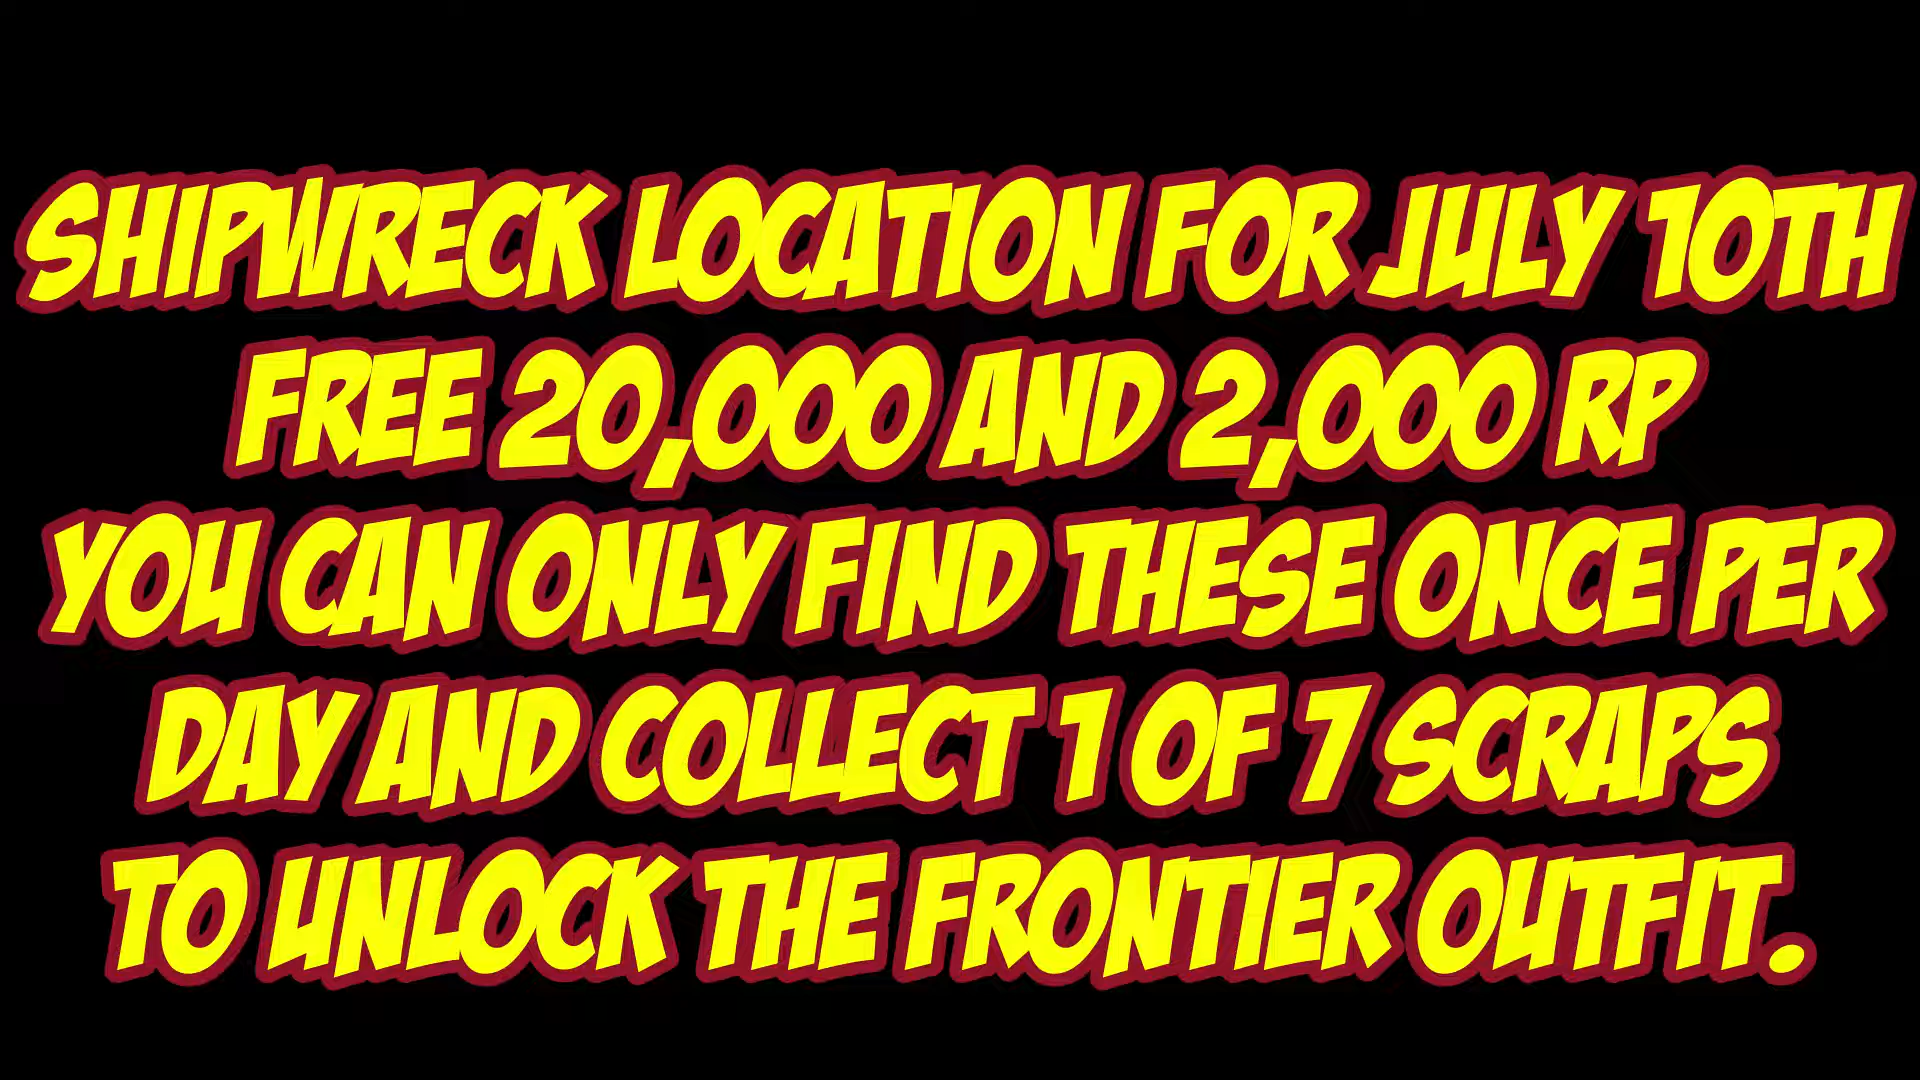 SHIPWRECK LOCATION FOR JULY 10TH
FREE 20,000 AND 2,000 RP
YOU CAN ONLY FIND THESE ONCE PER
DAY AND COLLECT 1 OF 7 SCRAPS
TO UNLOCK THE FRONTIER OUTFIT.